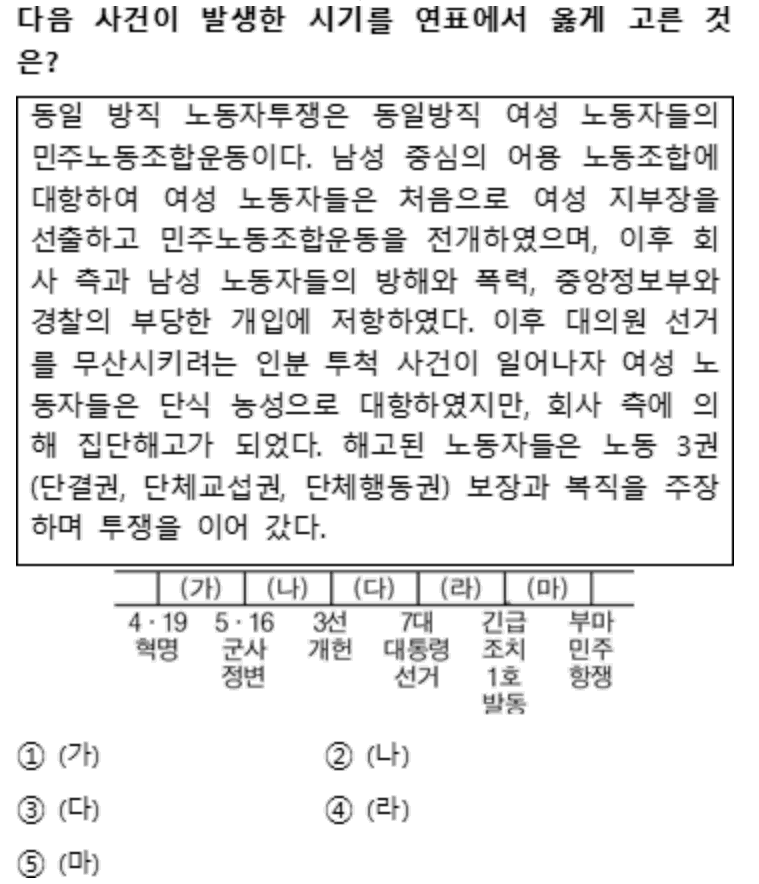 다음 사건이 발생한 시기를 연표에서 옳게 고른 것
은?
동일 방직 노동자투쟁은 동일방직 여성 노동자들의
민주노동조합운동이다. 남성 중심의 어용 노동조합에
대항하여 여성 노동자들은 처음으로 여성 지부장을
선출하고 민주노동조합운동을 전개하였으며, 이후 회
사 측과 남성 노동자들의 방해와 폭력, 중앙정보부와
경찰의 부당한 개입에 저항하였다. 이후 대의원 선거
를 무산시키려는 인분 투척 사건이 일어나자 여성 노
동자들은 단식 농성으로 대항하였지만, 회사 측에 의
해 집단해고가 되었다. 해고된 노동자들은 노동 3권
(단결권, 단체교섭권, 단체행동권) 보장과 복직을 주장
하며 투쟁을 이어 갔다.
(가) (나) (다) (라) (마)
4·19 5·16 3선 7대 긴급 부마
혁명 군사 개헌 대통령 조치 민주
정변 선거 1호 항쟁
발동
① (가) ② (나)
③ (다) ④ (라)
⑤ (마)